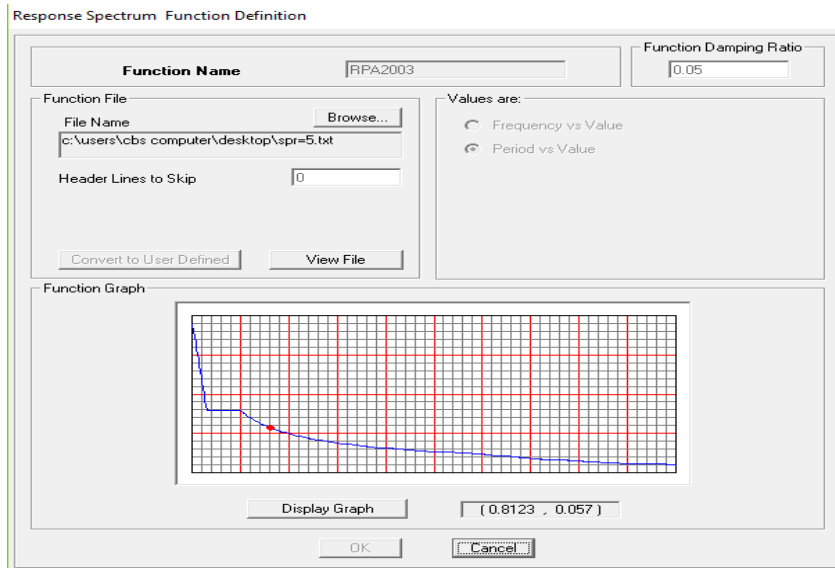 Response Spectrum Function Definition
Function Name
RPA2003
Function Damping Ratio
0.05
Function File
File Name
Browse...
c:\users\cbs computer\desktop\spr=5.txt
Header Lines to Skip
0
Convert to User Defined
View File
Values are:
Frequency vs Value
Period vs Value
Function Graph
Display Graph
(0.8123 , 0.057)
OK
Cancel